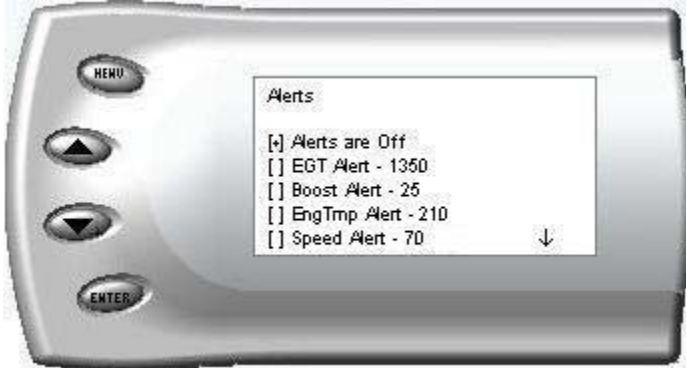 MENU
Alerts
[•] Alerts are Off
[ ] EGT Alert - 1350
[ ] Boost Alert - 25
[ ] EngTmp Alert - 210
[ ] Speed Alert - 70 ↓
ENTER